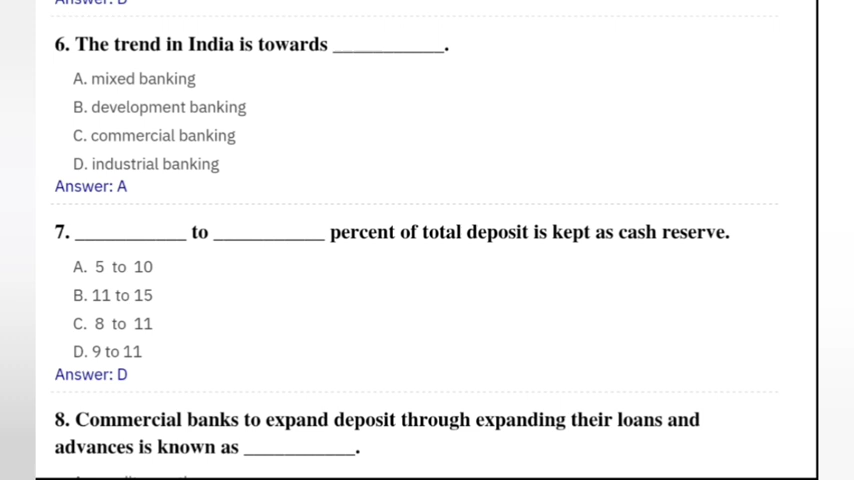 6. The trend in India is towards ___________.
A. mixed banking
B. development banking
C. commercial banking
D. industrial banking
Answer: A
7. ___________ to ___________ percent of total deposit is kept as cash reserve.
A. 5 to 10
B. 11 to 15
C. 8 to 11
D. 9 to 11
Answer: D
8. Commercial banks to expand deposit through expanding their loans and
advances is known as ___________.